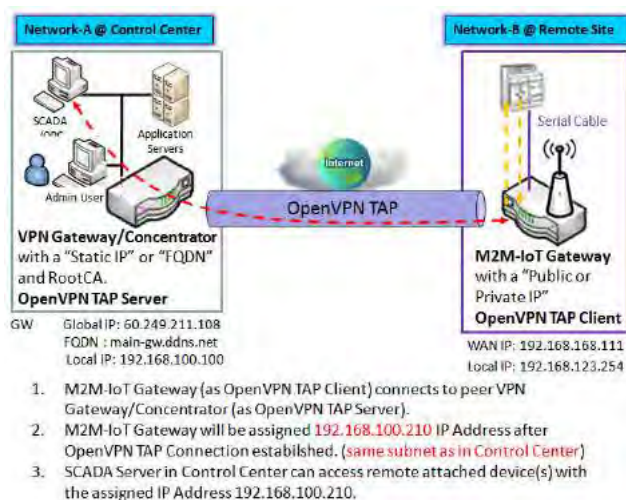 Network-A @ Control Center
Network-B @ Remote Site
SCADA
Application
Servers
Admin User
Serial Cable
Internet
OpenVPN TAP
VPN Gateway/Concentrator
with a "Static IP" or "FQDN"
and RootCA.
OpenVPN TAP Server
M2M-IoT Gateway
with a "Public or
Private IP"
OpenVPN TAP Client
GW Global IP: 60.249.211.108
FQDN : main-gw.ddns.net
Local IP: 192.168.100.100
WAN IP: 192.168.168.111
Local IP: 192.168.123.254
1. M2M-IoT Gateway (as OpenVPN TAP Client) connects to peer VPN
Gateway/Concentrator (as OpenVPN TAP Server).
2. M2M-IoT Gateway will be assigned 192.168.100.210 IP Address after
OpenVPN TAP Connection estabilshed. (same subnet as in Control Center)
3. SCADA Server in Control Center can access remote attached device(s) with
the assigned IP Address 192.168.100.210.